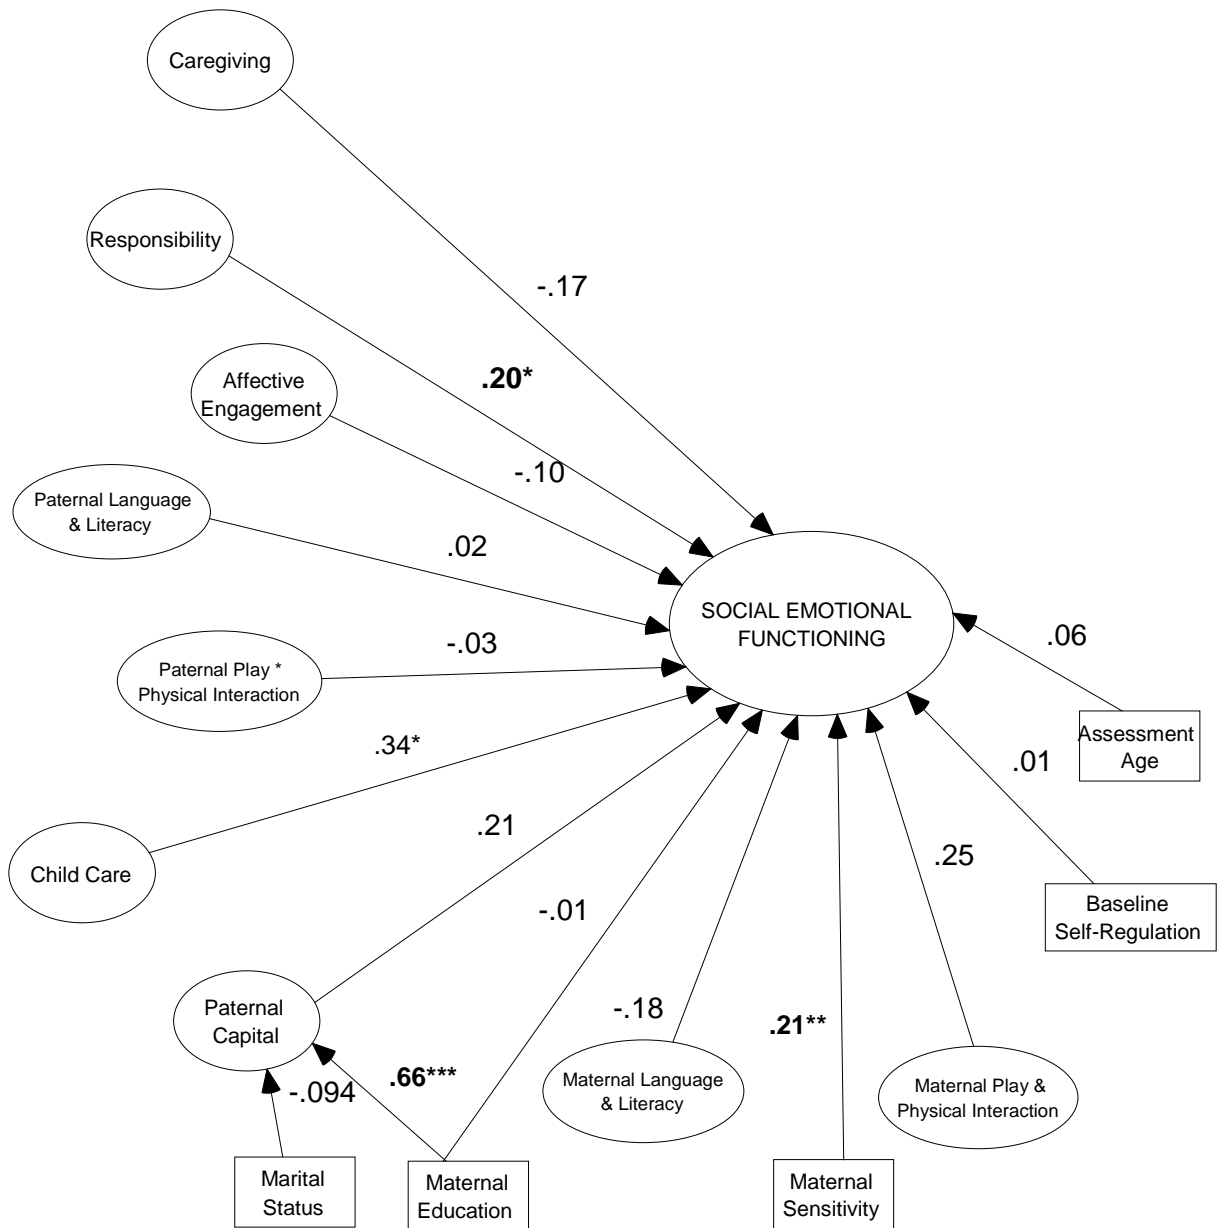 Caregiving
Responsibility
-.17
Affective
Engagement
.20*
-.10
Paternal Language
& Literacy
.02
SOCIAL EMOTIONAL
FUNCTIONING
Paternal Play *
Physical Interaction
-.03
.06
.34*
Assessment
Age
.01
.21
Child Care
.25
-.01
Baseline
Self-Regulation
Paternal
Capital
-.18
.21**
.66***
-.094
Maternal Language
& Literacy
Maternal Play &
Physical Interaction
Marital
Status
Maternal
Education
Maternal
Sensitivity